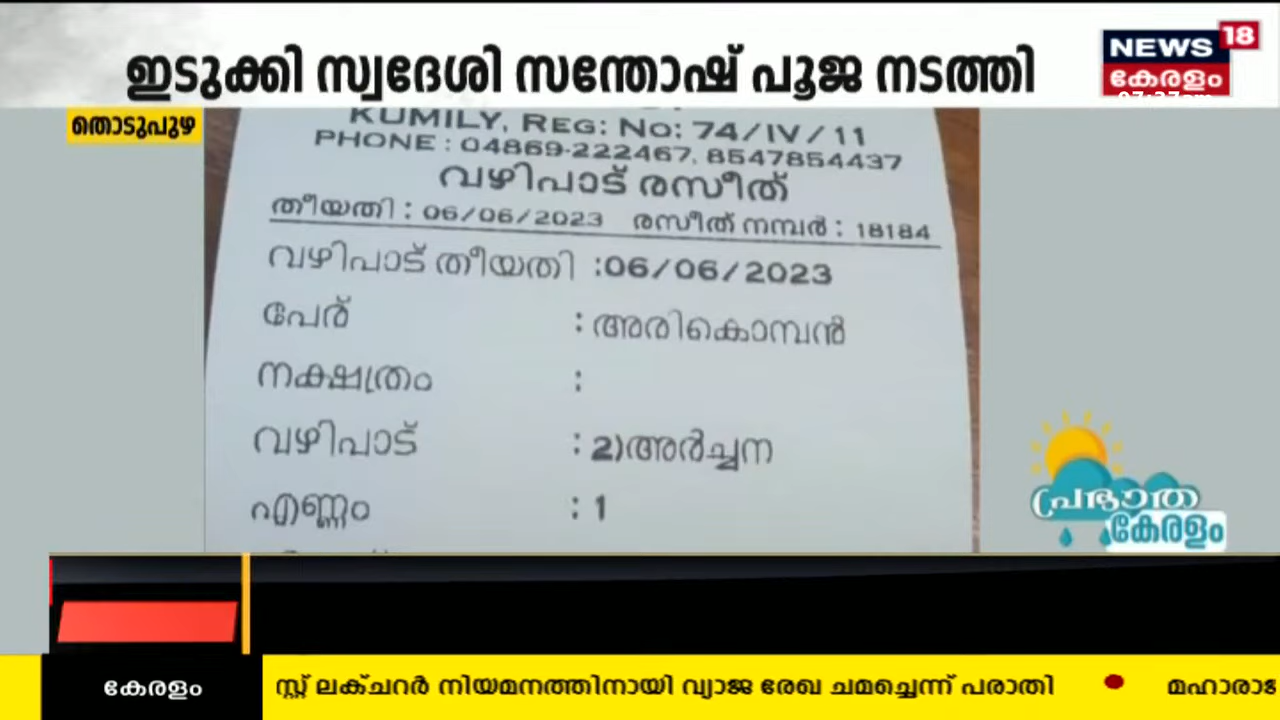 ഇടുക്കി സ്വദേശി സന്തോഷ് പൂജ നടത്തി
NEWS 18
കേരളം
തൊടുപുഴ
KUMILY, REG: No: 74/IV/11
PHONE : 04869-222467, 8547854437
വഴിപാട് രസീത്
തീയതി : 06/06/2023 രസീത് നമ്പർ : 18184
വഴിപാട് തീയതി :06/06/2023
പേര് : അരികൊമ്പൻ
നക്ഷത്രം :
വഴിപാട് : 2)അർച്ചന
എണ്ണം : 1
പ്രഭാത
കേരളം
കേരളം
സ്റ്റ് ലക്ചറർ നിയമനത്തിനായി വ്യാജ രേഖ ചമച്ചെന്ന് പരാതി